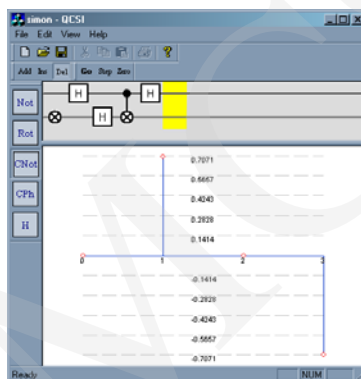 simon - QCSI
File Edit View Help
Add Inv Del Go Step Zero
Not
Rot
CNot
CPh
H
H H
H
0.7071
0.5657
0.4243
0.2828
0.1414
0 1 2 3
-0.1414
-0.2828
-0.4243
-0.5657
-0.7071
Ready NUM